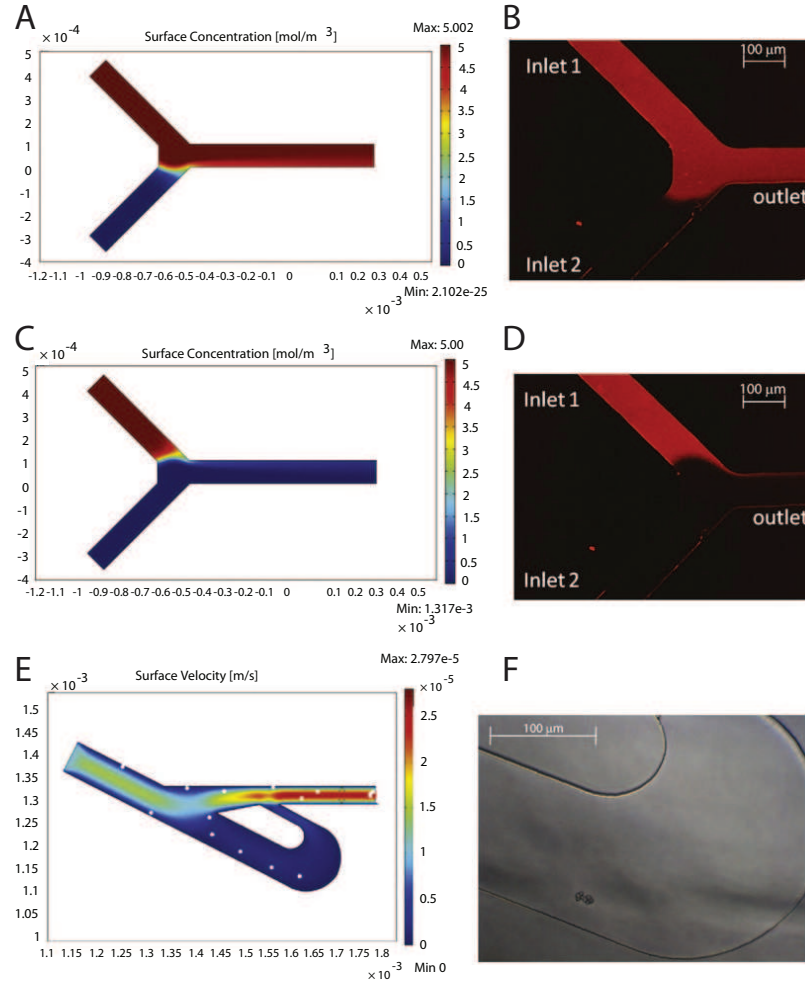 A
× 10⁻⁴
Surface Concentration [mol/m 3]
Max: 5.002
5
4
3
2
1
0
-1
-2
-3
-4
-1.2-1.1 -1 -0.9 -0.8 -0.7-0.6 -0.5 -0.4 -0.3-0.2-0.1 0 0.1 0.2 0.3 0.4 0.5
× 10⁻³
5
4.5
4
3.5
3
2.5
2
1.5
1
0.5
0
Min: 2.102e-25
B
100 µm
Inlet 1
outlet
Inlet 2
C
× 10⁻⁴
Surface Concentration [mol/m 3]
Max: 5.00
5
4
3
2
1
0
-1
-2
-3
-4
-1.2-1.1 -1 -0.9 -0.8 -0.7-0.6 -0.5 -0.4 -0.3-0.2-0.1 0 0.1 0.2 0.3 0.4 0.5
× 10⁻³
5
4.5
4
3.5
3
2.5
2
1.5
1
0.5
0
Min: 1.317e-3
D
100 µm
Inlet 1
outlet
Inlet 2
E
× 10⁻³
Surface Velocity [m/s]
Max: 2.797e-5
× 10⁻⁵
1.5
1.45
1.4
1.35
1.3
1.25
1.2
1.15
1.1
1.05
1
1.1 1.15 1.2 1.25 1.3 1.35 1.4 1.45 1.5 1.55 1.6 1.65 1.7 1.75 1.8
× 10⁻³
2.5
2
1.5
1
0.5
0
Min 0
F
100 µm